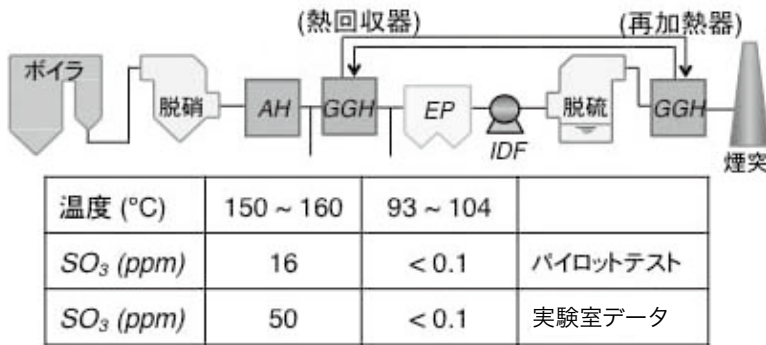 (熱回収器) (再加熱器)
ボイラ
脱硝 AH GGH EP 脱硫 GGH
IDF
煙突
温度 (°C) 150 ~ 160 93 ~ 104
SO₃ (ppm) 16 < 0.1 パイロットテスト
SO₃ (ppm) 50 < 0.1 実験室データ